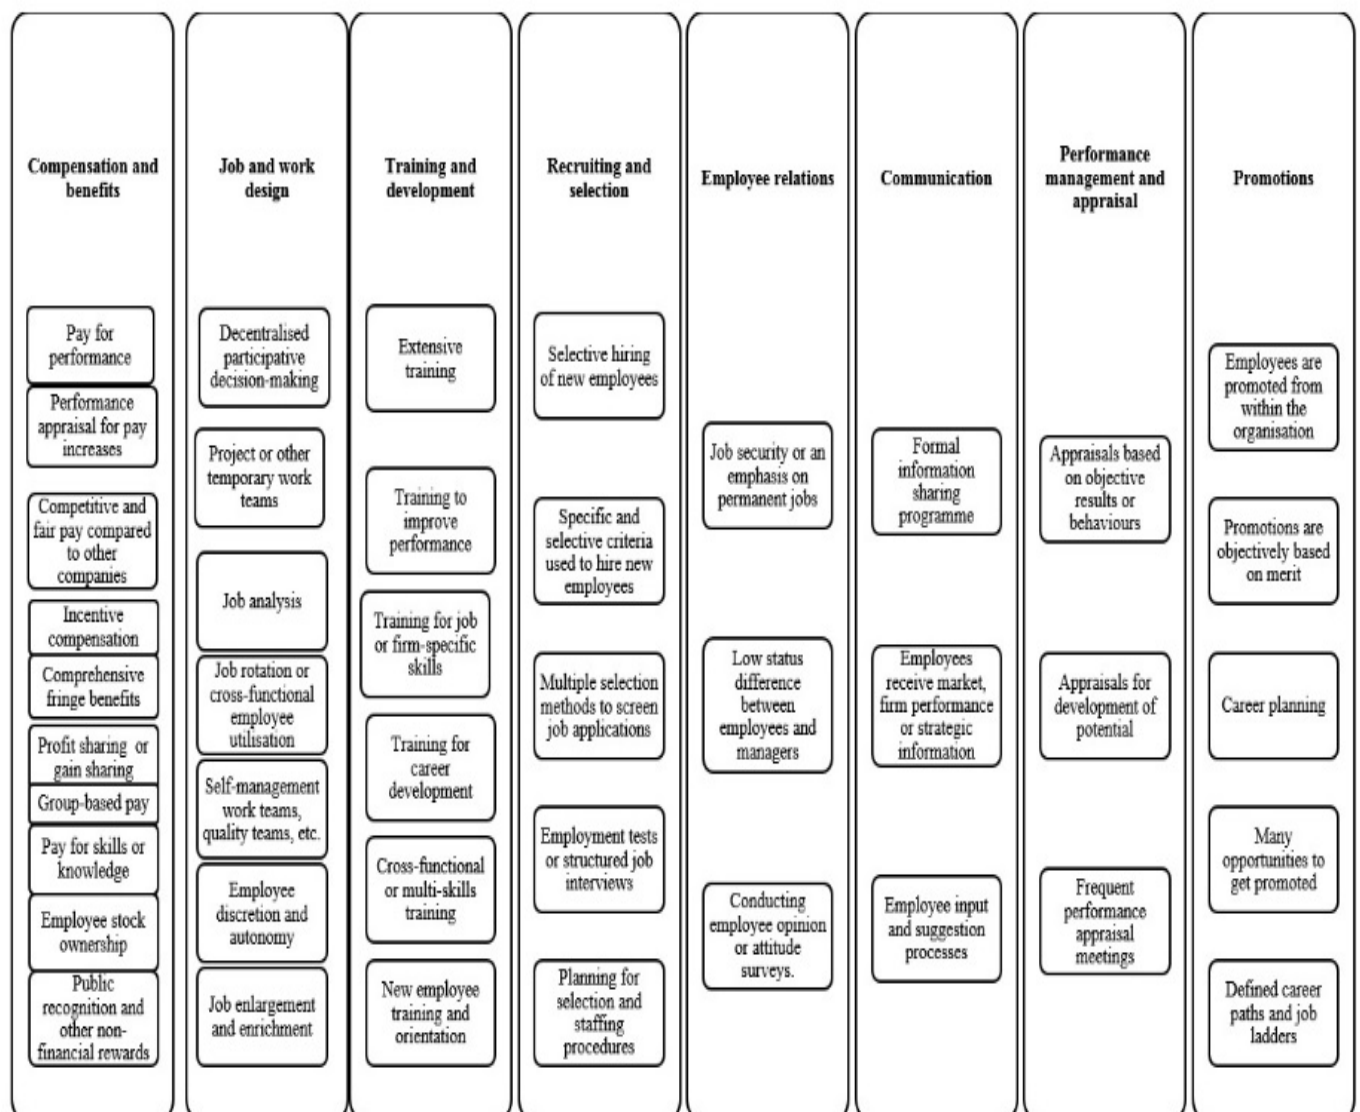 Compensation and
benefits
Pay for
performance
Performance
appraisal for pay
increases
Competitive and
fair pay compared
to other
companies
Incentive
compensation
Comprehensive
fringe benefits
Profit sharing or
gain sharing
Group-based pay
Pay for skills or
knowledge
Employee stock
ownership
Public
recognition and
other non-
financial rewards
Job and work
design
Decentralised
participative
decision-making
Project or other
temporary work
teams
Job analysis
Job rotation or
cross-functional
employee
utilisation
Self-management
work teams,
quality teams, etc.
Employee
discretion and
autonomy
Job enlargement
and enrichment
Training and
development
Extensive
training
Training to
improve
performance
Training for job
or firm-specific
skills
Training for
career
development
Cross-functional
or multi-skills
training
New employee
training and
orientation
Recruiting and
selection
Selective hiring
of new employees
Specific and
selective criteria
used to hire new
employees
Multiple selection
methods to screen
job applications
Employment tests
or structured job
interviews
Planning for
selection and
staffing
procedures
Employee relations
Job security or an
emphasis on
permanent jobs
Low status
difference
between
employees and
managers
Conducting
employee opinion
or attitude
surveys.
Communication
Formal
information
sharing
programme
Employees
receive market,
firm performance
or strategic
information
Employee input
and suggestion
processes
Performance
management and
appraisal
Appraisals based
on objective
results or
behaviours
Appraisals for
development of
potential
Frequent
performance
appraisal
meetings
Promotions
Employees are
promoted from
within the
organisation
Promotions are
objectively based
on merit
Career planning
Many
opportunities to
get promoted
Defined career
paths and job
ladders